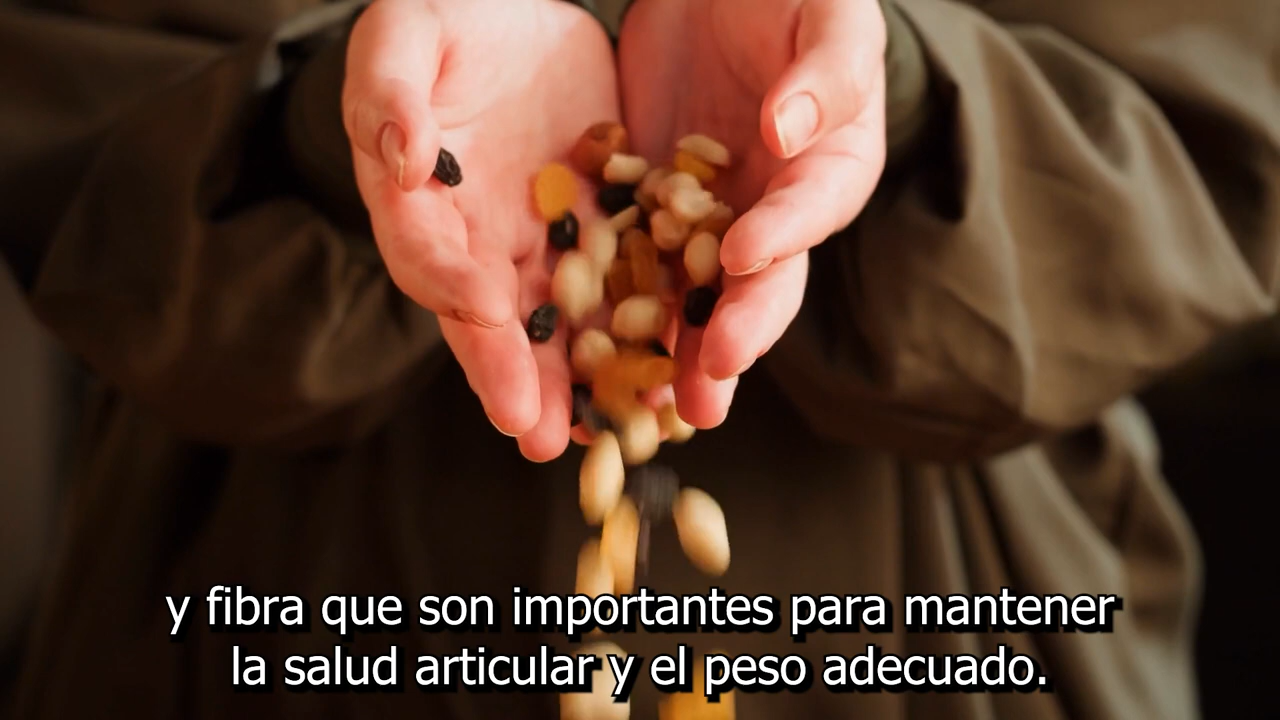 y fibra que son importantes para mantener
la salud articular y el peso adecuado.